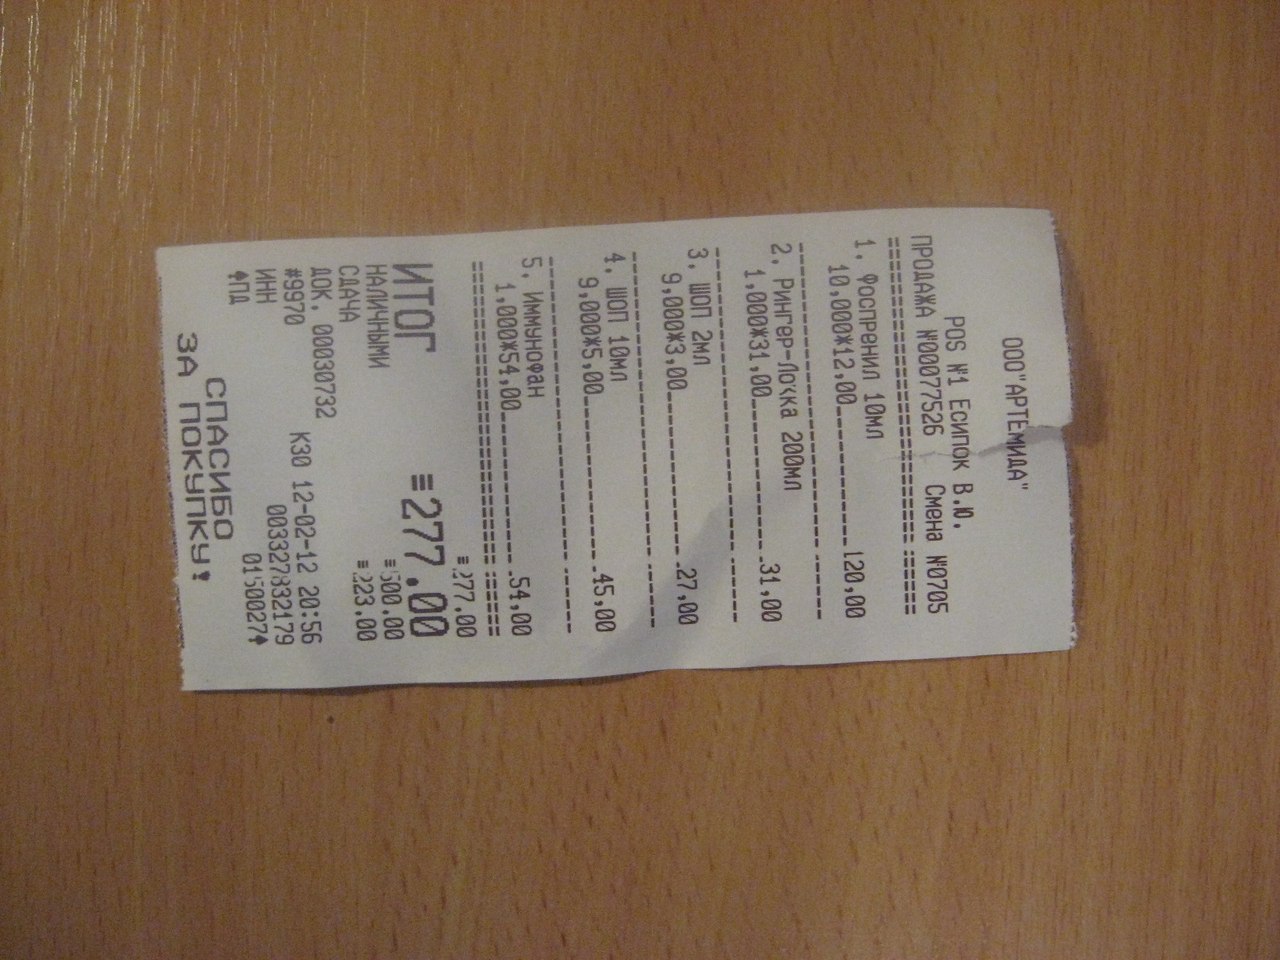 ООО"АРТЕМИДА"
POS №1 Есипок В.Ю.
ПРОДАЖА №00077526 Смена №0705
================================
1. Фоспренил 10мл
10,000*12,00..............120,00
--------------------------------
2. Рингер-Локка 200мл
1,000*31,00................31,00
--------------------------------
3. ШОП 2мл
9,000*3,00.................27,00
--------------------------------
4. ШОП 10мл
9,000*5,00.................45,00
--------------------------------
5. Иммунофан
1,000*54,00................54,00
================================
≡277.00
ИТОГ ≡277.00
НАЛИЧНЫМИ ≡500.00
СДАЧА ≡223.00
ДОК. 00030732
#9970 К30 12-02-12 20:56
ИНН 003327832179
ФПД 01500274
СПАСИБО
ЗА ПОКУПКУ!